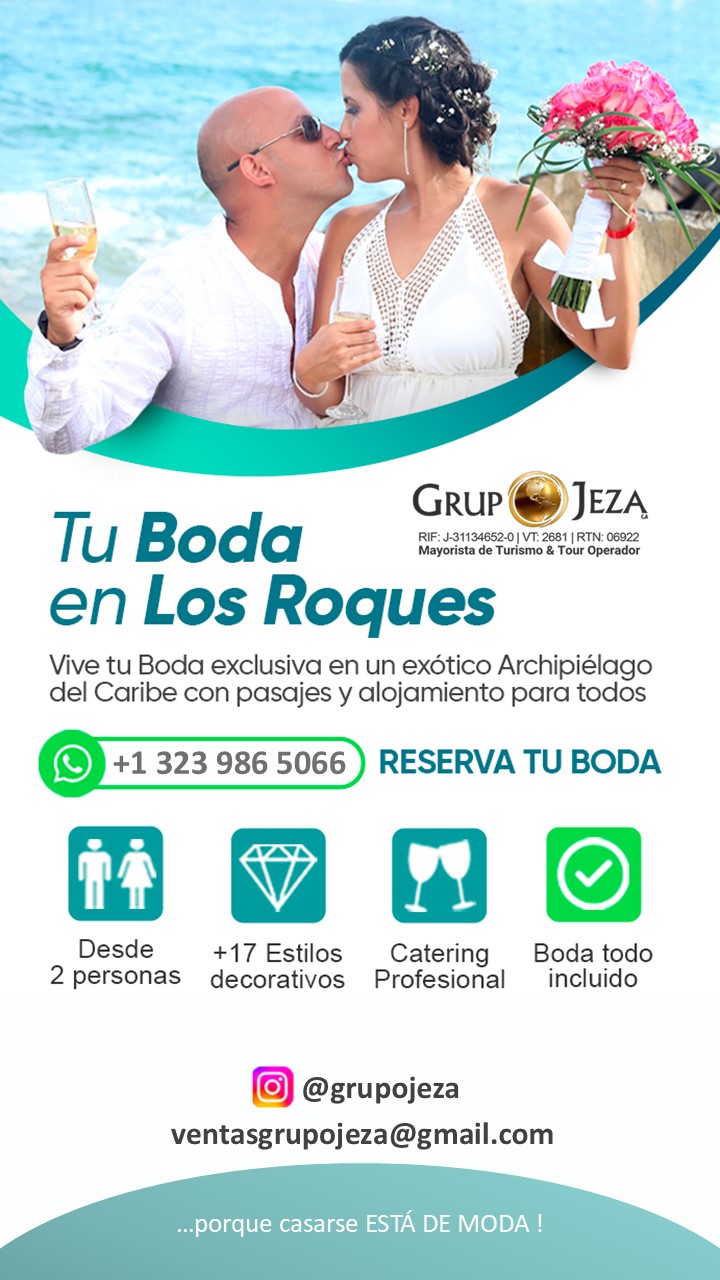 GRUPO JEZA CA
RIF: J-31134652-0 | VT: 2681 | RTN: 06922
Mayorista de Turismo & Tour Operador
Tu Boda
en Los Roques
Vive tu Boda exclusiva en un exótico Archipiélago
del Caribe con pasajes y alojamiento para todos
+1 323 986 5066 RESERVA TU BODA
Desde
2 personas
+17 Estilos
decorativos
Catering
Profesional
Boda todo
incluido
@grupojeza
ventasgrupojeza@gmail.com
...porque casarse ESTÁ DE MODA !